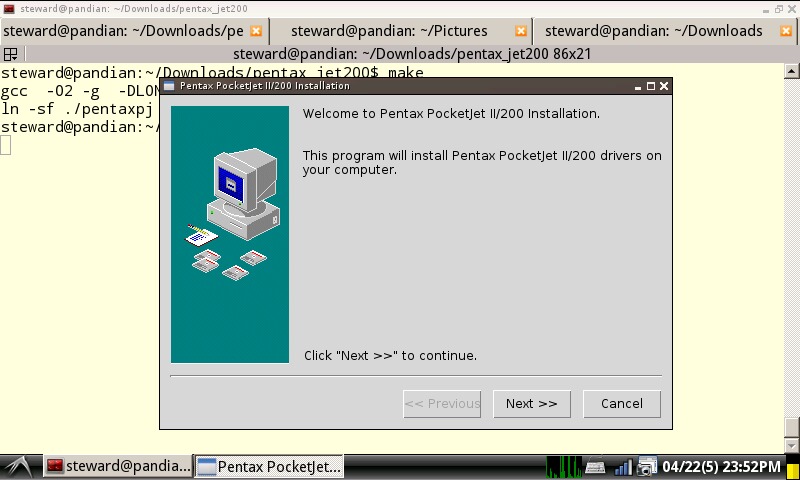 steward@pandian: ~/Downloads/pentax_jet200
steward@pandian: ~/Downloads/pe
steward@pandian: ~/Pictures
steward@pandian: ~/Downloads
steward@pandian: ~/Downloads/pentax_jet200 86x21
steward@pandian:~/Downloads/pentax_jet200$ make
gcc -O2 -g -DLON
ln -sf ./pentaxpj
steward@pandian:~/
Pentax PocketJet II/200 Installation
Welcome to Pentax PocketJet II/200 Installation.
This program will install Pentax PocketJet II/200 drivers on
your computer.
Click "Next >>" to continue.
<< Previous
Next >>
Cancel
steward@pandia...
Pentax PocketJet...
04/22(5) 23:52PM